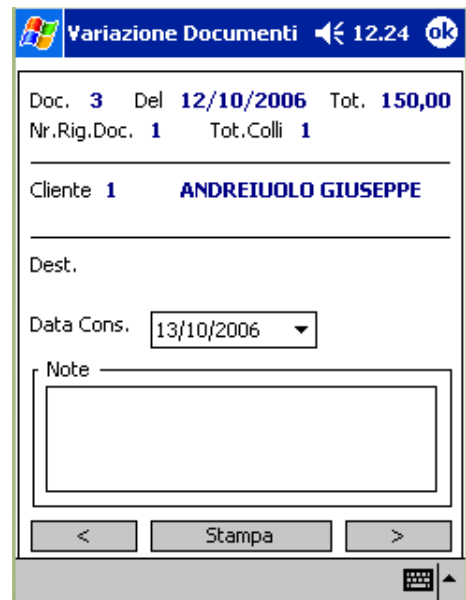 Variazione Documenti 12.24 ok
Doc. 3 Del 12/10/2006 Tot. 150,00
Nr.Rig.Doc. 1 Tot.Colli 1
Cliente 1 ANDREIUOLO GIUSEPPE
Dest.
Data Cons. 13/10/2006
Note
< Stampa >